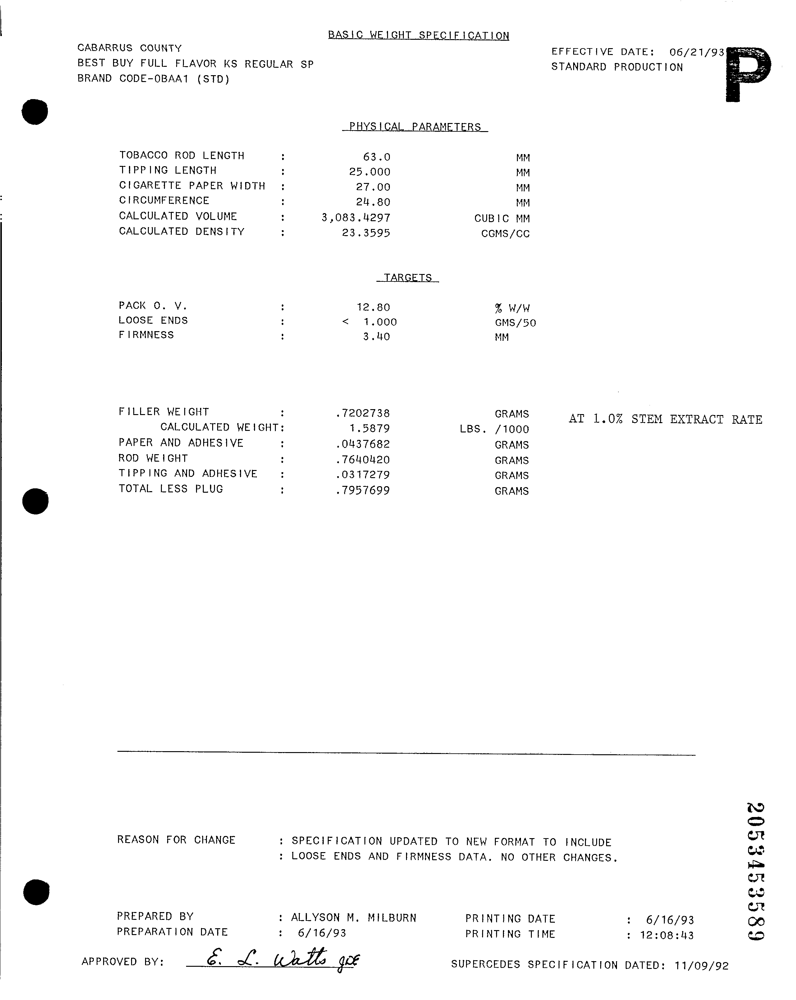 BASIC WEIGHT SPECIFICATION
CABARRUS COUNTY
BEST BUY FULL FLAVOR KS REGULAR SP
BRAND CODE-0BAA1 (STD)
EFFECTIVE DATE: 06/21/93
STANDARD PRODUCTION
P
PHYSICAL PARAMETERS
TOBACCO ROD LENGTH : 63.0 MM
TIPPING LENGTH : 25.000 MM
CIGARETTE PAPER WIDTH : 27.00 MM
CIRCUMFERENCE : 24.80 MM
CALCULATED VOLUME : 3,083.4297 CUBIC MM
CALCULATED DENSITY : 23.3595 CGMS/CC
TARGETS
PACK O. V. : 12.80 % W/W
LOOSE ENDS : < 1.000 GMS/50
FIRMNESS : 3.40 MM
FILLER WEIGHT : .7202738 GRAMS AT 1.0% STEM EXTRACT RATE
CALCULATED WEIGHT: 1.5879 LBS. /1000
PAPER AND ADHESIVE : .0437682 GRAMS
ROD WEIGHT : .7640420 GRAMS
TIPPING AND ADHESIVE : .0317279 GRAMS
TOTAL LESS PLUG : .7957699 GRAMS
REASON FOR CHANGE : SPECIFICATION UPDATED TO NEW FORMAT TO INCLUDE
: LOOSE ENDS AND FIRMNESS DATA. NO OTHER CHANGES.
PREPARED BY : ALLYSON M. MILBURN PRINTING DATE : 6/16/93
PREPARATION DATE : 6/16/93 PRINTING TIME : 12:08:43
APPROVED BY: E. L. Watts
SUPERCEDES SPECIFICATION DATED: 11/09/92
2053453589